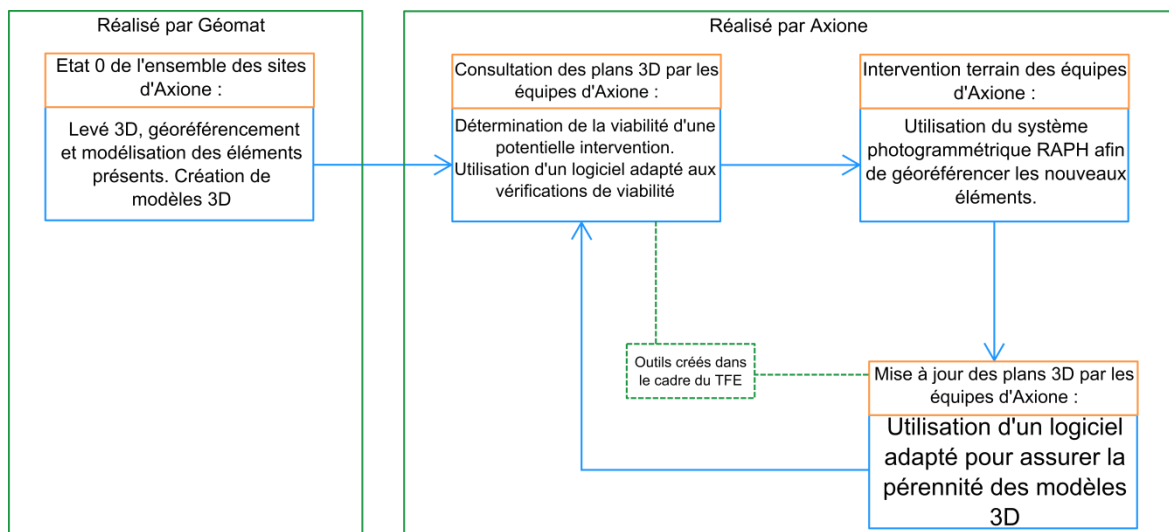 Réalisé par Géomat
Etat 0 de l'ensemble des sites
d'Axione :
Levé 3D, géoréférencement
et modélisation des éléments
présents. Création de
modèles 3D
Réalisé par Axione
Consultation des plans 3D par les
équipes d'Axione :
Détermination de la viabilité d'une
potentielle intervention.
Utilisation d'un logiciel adapté aux
vérifications de viabilité
Intervention terrain des équipes
d'Axione :
Utilisation du système
photogrammétrique RAPH afin
de géoréférencer les nouveaux
éléments.
Outils créés dans
le cadre du TFE
Mise à jour des plans 3D par les
équipes d'Axione :
Utilisation d'un logiciel
adapté pour assurer la
pérennité des modèles
3D